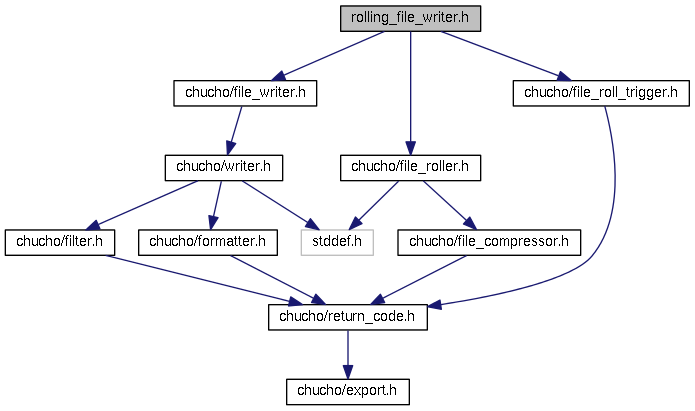 rolling_file_writer.h
chucho/file_writer.h
chucho/file_roll_trigger.h
chucho/writer.h
chucho/file_roller.h
chucho/filter.h
chucho/formatter.h
stddef.h
chucho/file_compressor.h
chucho/return_code.h
chucho/export.h